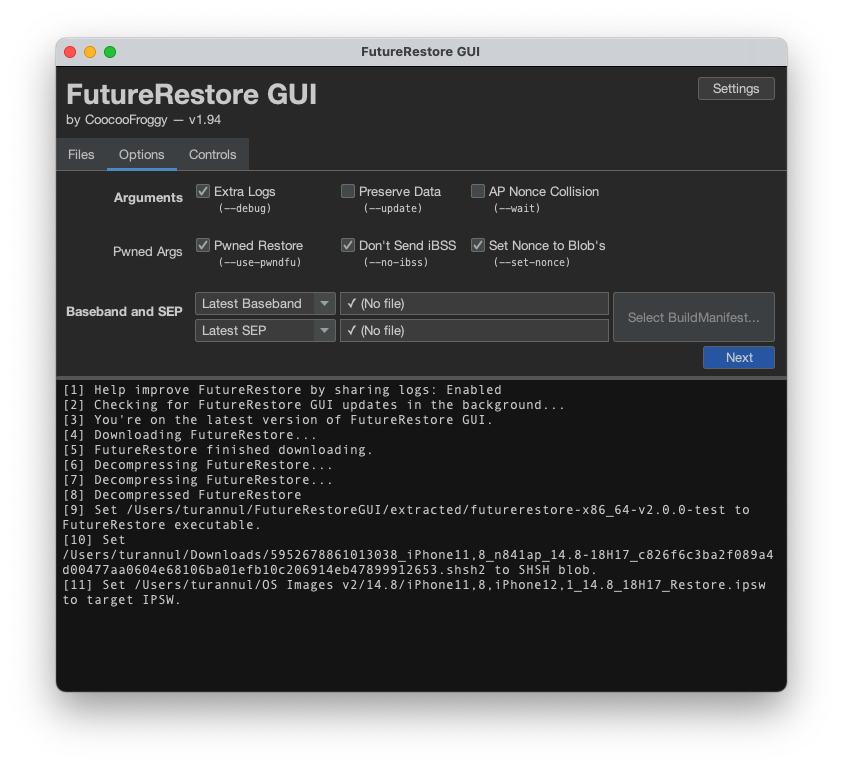 FutureRestore GUI
FutureRestore GUI
Settings
by CoocooFroggy — v1.94
Files Options Controls
Arguments Extra Logs Preserve Data AP Nonce Collision
(--debug) (--update) (--wait)
Pwned Args Pwned Restore Don't Send iBSS Set Nonce to Blob's
(--use-pwndfu) (--no-ibss) (--set-nonce)
Baseband and SEP Latest Baseband ✓ (No file) Select BuildManifest...
Latest SEP ✓ (No file)
Next
[1] Help improve FutureRestore by sharing logs: Enabled
[2] Checking for FutureRestore GUI updates in the background...
[3] You're on the latest version of FutureRestore GUI.
[4] Downloading FutureRestore...
[5] FutureRestore finished downloading.
[6] Decompressing FutureRestore...
[7] Decompressing FutureRestore...
[8] Decompressed FutureRestore
[9] Set /Users/turannul/FutureRestoreGUI/extracted/futurerestore-x86_64-v2.0.0-test to
FutureRestore executable.
[10] Set
/Users/turannul/Downloads/5952678861013038_iPhone11,8_n841ap_14.8-18H17_c826f6c3ba2f089a4
d00477aa0604e68106ba01efb10c206914eb47899912653.shsh2 to SHSH blob.
[11] Set /Users/turannul/OS Images v2/14.8/iPhone11,8,iPhone12,1_14.8_18H17_Restore.ipsw
to target IPSW.